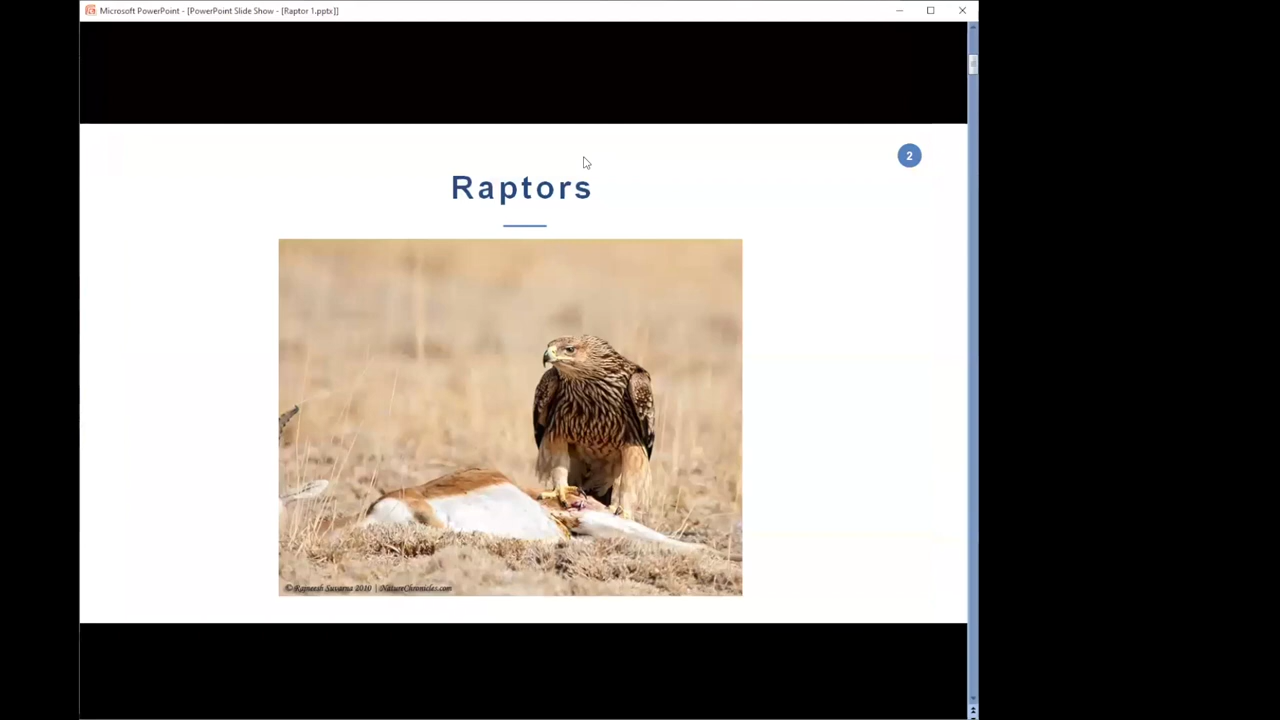 Microsoft PowerPoint - [PowerPoint Slide Show - [Raptor 1.pptx]]
2
Raptors
© Rajneesh Suvarna 2010 | NatureChronicles.com